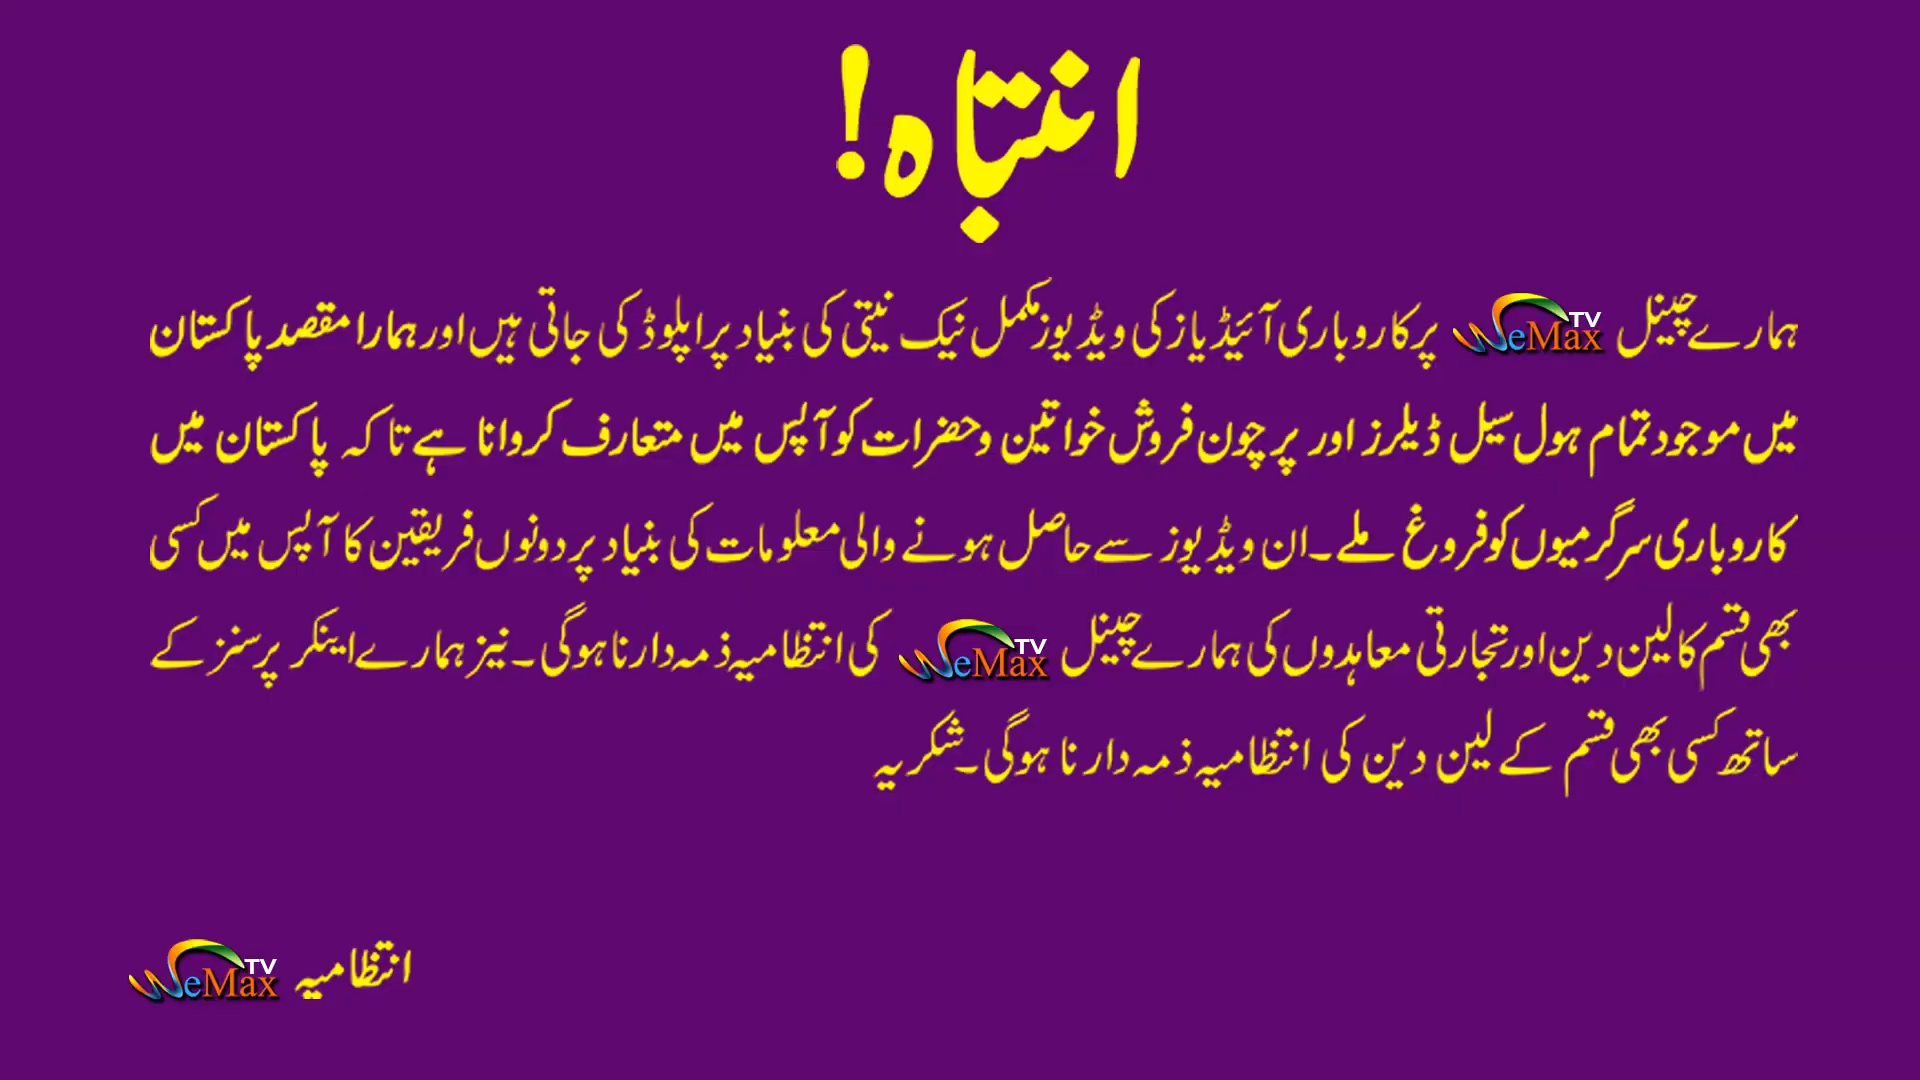 انتباہ!
ہمارے چینل WeMax TV پر کاروباری آئیڈیاز کی ویڈیوز مکمل نیک نیتی کی بنیاد پر اپلوڈ کی جاتی ہیں اور ہمارا مقصد پاکستان
میں موجود تمام ہول سیل ڈیلرز اور پرچون فروش خواتین و حضرات کو آپس میں متعارف کروانا ہے تا کہ پاکستان میں
کاروباری سرگرمیوں کو فروغ ملے۔ ان ویڈیوز سے حاصل ہونے والی معلومات کی بنیاد پر دونوں فریقین کا آپس میں کسی
بھی قسم کا لین دین اور تجارتی معاہدوں کی ہمارے چینل WeMax TV کی انتظامیہ ذمہ دار نا ہوگی۔ نیز ہمارے اینکر پرسنز کے
ساتھ کسی بھی قسم کے لین دین کی انتظامیہ ذمہ دار نا ہوگی۔ شکریہ
انتظامیہ WeMax TV